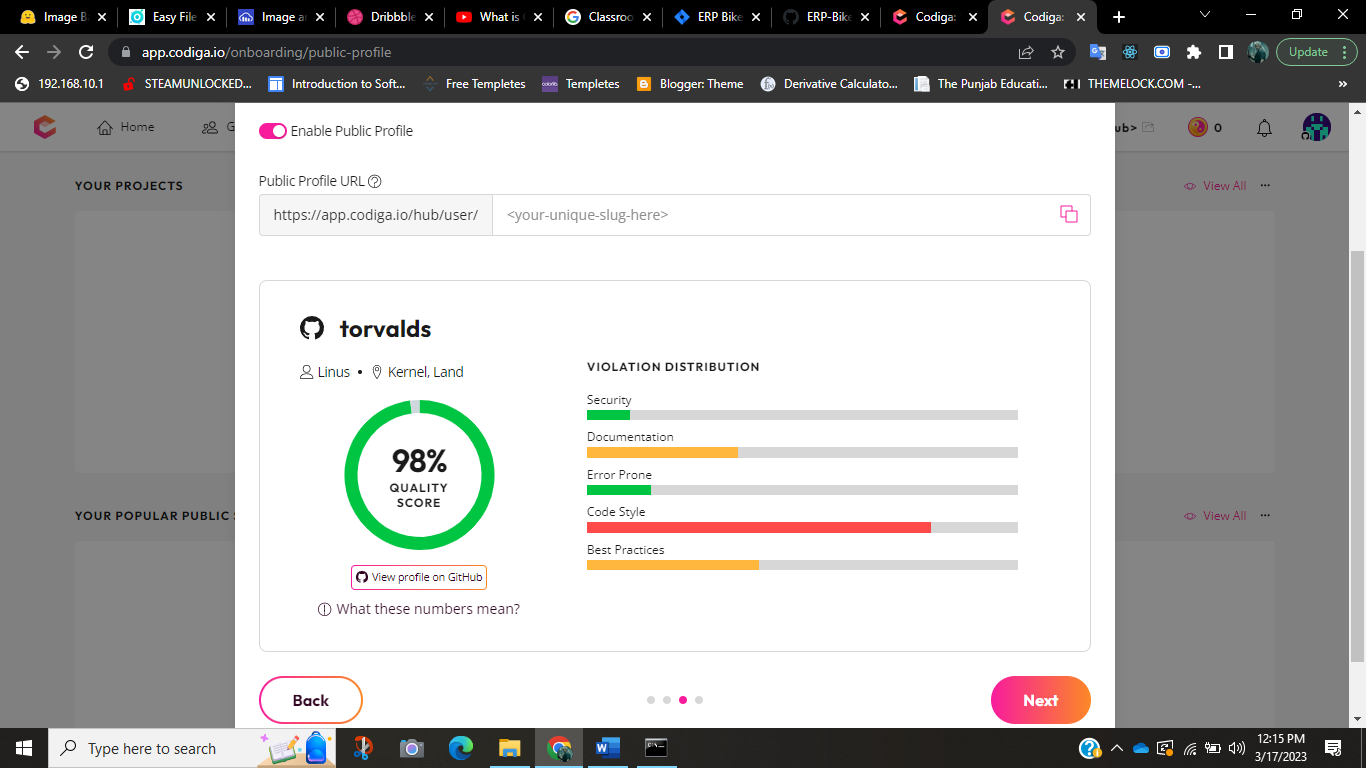 Image B
Easy File
Image a
Dribbble
What is
Classroo
ERP Bike
ERP-Bike
Codiga:
Codiga:
app.codiga.io/onboarding/public-profile
Update
192.168.10.1
STEAMUNLOCKED...
Introduction to Soft...
Free Templetes
Templetes
Blogger: Theme
Derivative Calculato...
The Punjab Educati...
THEMELOCK.COM -...
»
Home
G
ub>
0
Enable Public Profile
YOUR PROJECTS
View All
Public Profile URL
https://app.codiga.io/hub/user/
<your-unique-slug-here>
torvalds
Linus • Kernel, Land
98%
QUALITY
SCORE
View profile on GitHub
What these numbers mean?
VIOLATION DISTRIBUTION
Security
Documentation
Error Prone
Code Style
Best Practices
YOUR POPULAR PUBLIC
View All
Back
Next
Type here to search
12:15 PM
3/17/2023